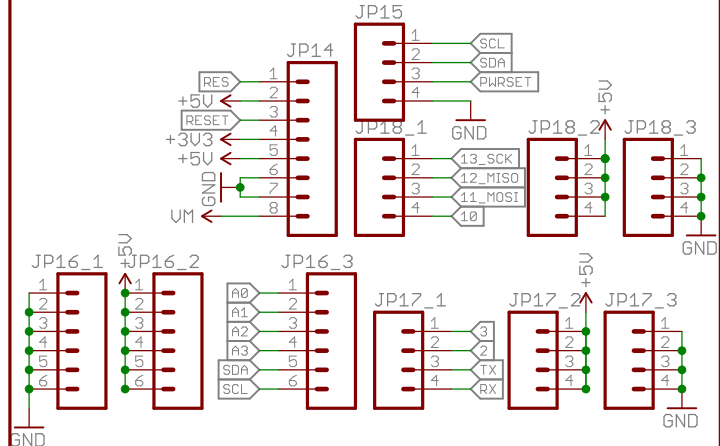 JP15
1 SCL
2 SDA
3 PWRSET
4
GND
JP14
RES 1
+5V 2
RESET 3
+3V3 4
+5V 5
GND 6
7
VM 8
JP18_1
1 13_SCK
2 12_MISO
3 11_MOSI
4 10
JP18_2
+5V
1
2
3
4
JP18_3
1
2
3
4
GND
JP16_1
1
2
3
4
5
6
GND
JP16_2
+5V
1
2
3
4
5
6
JP16_3
A0 1
A1 2
A2 3
A3 4
SDA 5
SCL 6
JP17_1
1 3
2 2
3 TX
4 RX
JP17_2
+5V
1
2
3
4
JP17_3
1
2
3
4
GND